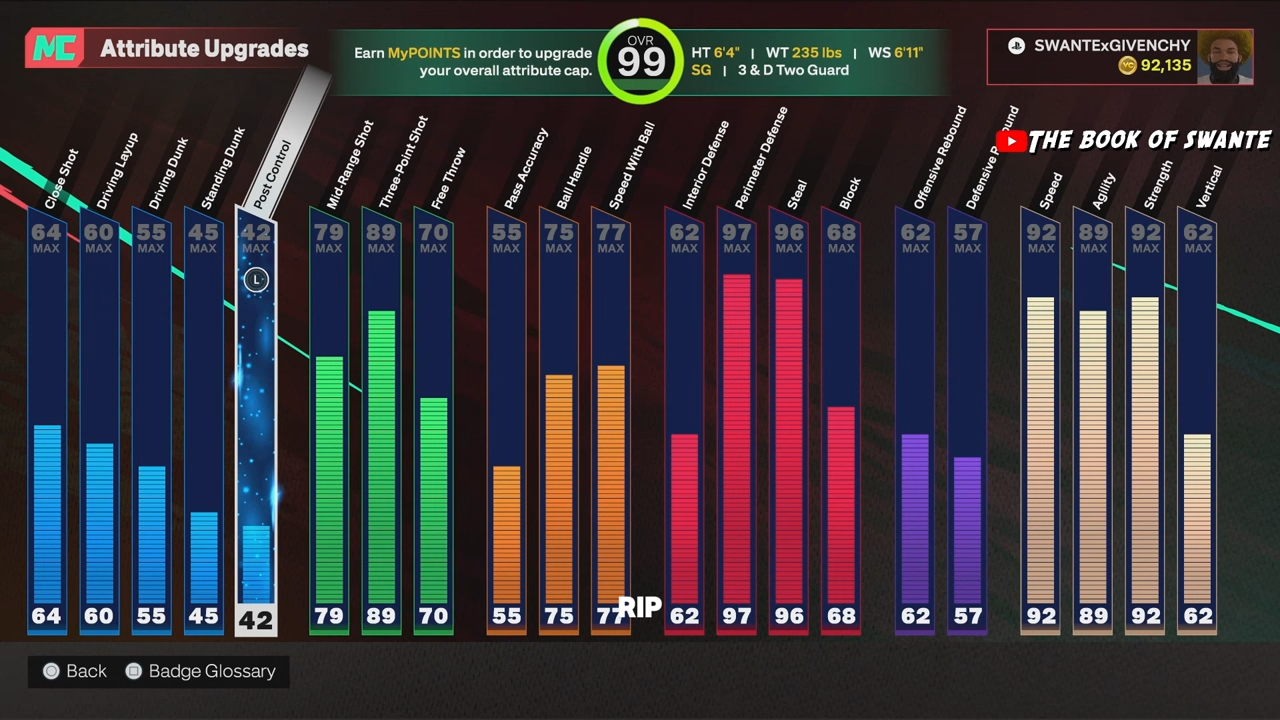 MC Attribute Upgrades
Earn MyPOINTS in order to upgrade
your overall attribute cap.
OVR
99
HT 6'4" | WT 235 lbs | WS 6'11"
SG | 3 & D Two Guard
SWANTExGIVENCHY
VC 92,135
THE BOOK OF SWANTE
Close Shot
Driving Layup
Driving Dunk
Standing Dunk
Post Control
Mid-Range Shot
Three-Point Shot
Free Throw
Pass Accuracy
Ball Handle
Speed With Ball
Interior Defense
Perimeter Defense
Steal
Block
Offensive Rebound
Defensive
Speed
Agility
Strength
Vertical
64 60 55 45 42 79 89 70 55 75 77 62 97 96 68 62 57 92 89 92 62
MAX MAX MAX MAX MAX MAX MAX MAX MAX MAX MAX MAX MAX MAX MAX MAX MAX MAX MAX MAX MAX
L
RIP
64 60 55 45 42 79 89 70 55 75 77 62 97 96 68 62 57 92 89 92 62
Back Badge Glossary